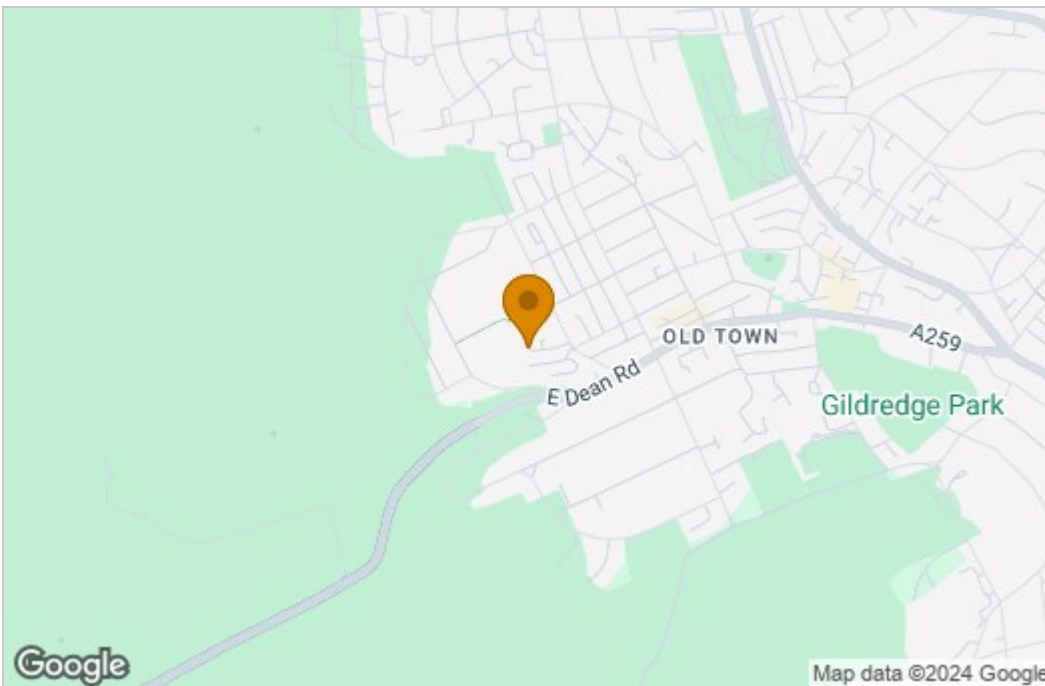 OLD TOWN
A259
E Dean Rd
Gildredge Park
Google
Map data ©2024 Google